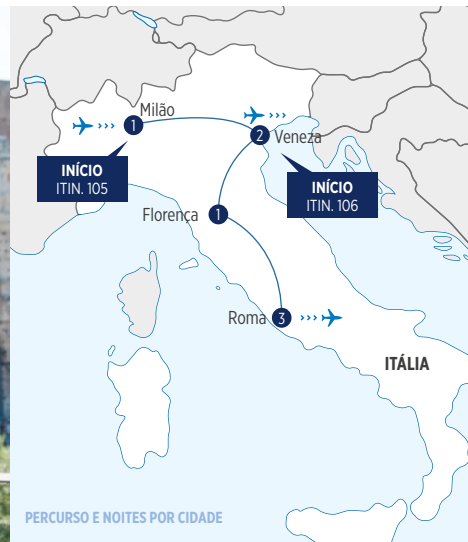 Milão
1
2
Veneza
INÍCIO
ITIN. 105
INÍCIO
ITIN. 106
Florença
1
Roma
3
ITÁLIA
PERCURSO E NOITES POR CIDADE